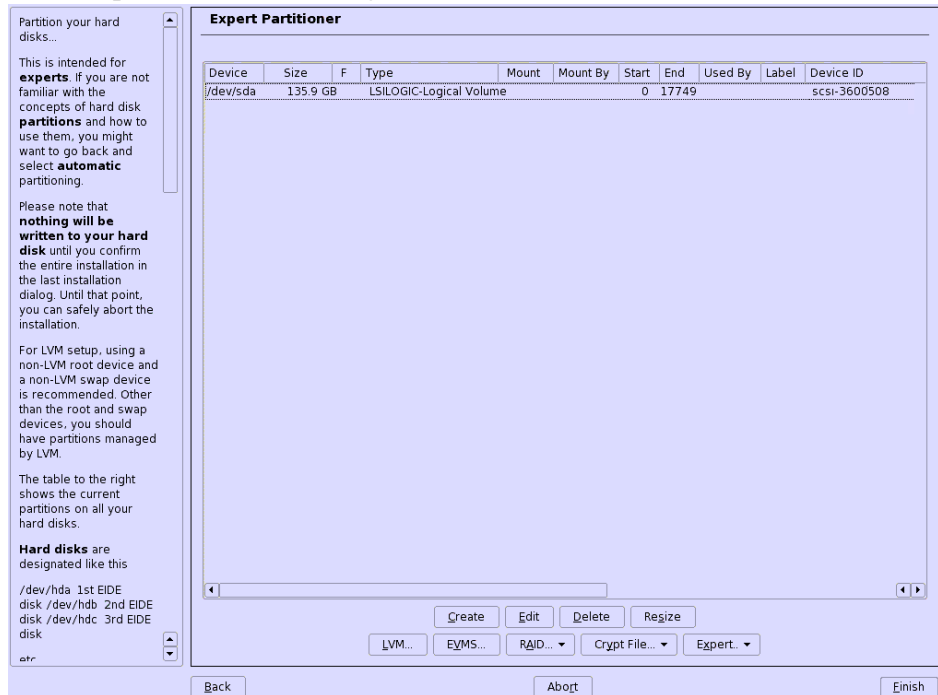 Partition your hard
disks...
This is intended for
experts. If you are not
familiar with the
concepts of hard disk
partitions and how to
use them, you might
want to go back and
select automatic
partitioning.
Please note that
nothing will be
written to your hard
disk until you confirm
the entire installation in
the last installation
dialog. Until that point,
you can safely abort the
installation.
For LVM setup, using a
non-LVM root device and
a non-LVM swap device
is recommended. Other
than the root and swap
devices, you should
have partitions managed
by LVM.
The table to the right
shows the current
partitions on all your
hard disks.
Hard disks are
designated like this
/dev/hda 1st EIDE
disk /dev/hdb 2nd EIDE
disk /dev/hdc 3rd EIDE
disk
etc
Expert Partitioner
Device Size F Type Mount Mount By Start End Used By Label Device ID
/dev/sda 135.9 GB LSILOGIC-Logical Volume 0 17749 scsi-3600508
Create Edit Delete Resize
LVM... EVMS... RAID... Crypt File... Expert..
Back Abort Finish